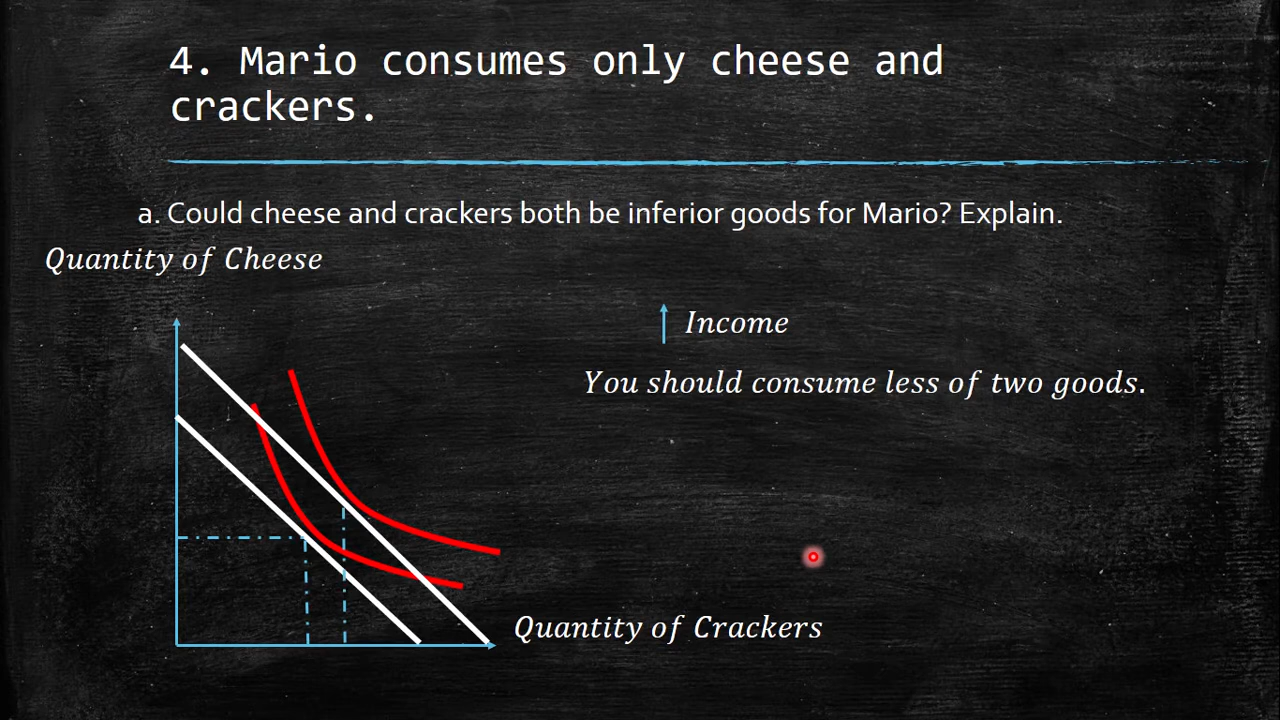 4. Mario consumes only cheese and
crackers.
a. Could cheese and crackers both be inferior goods for Mario? Explain.
Quantity of Cheese
Income
You should consume less of two goods.
Quantity of Crackers